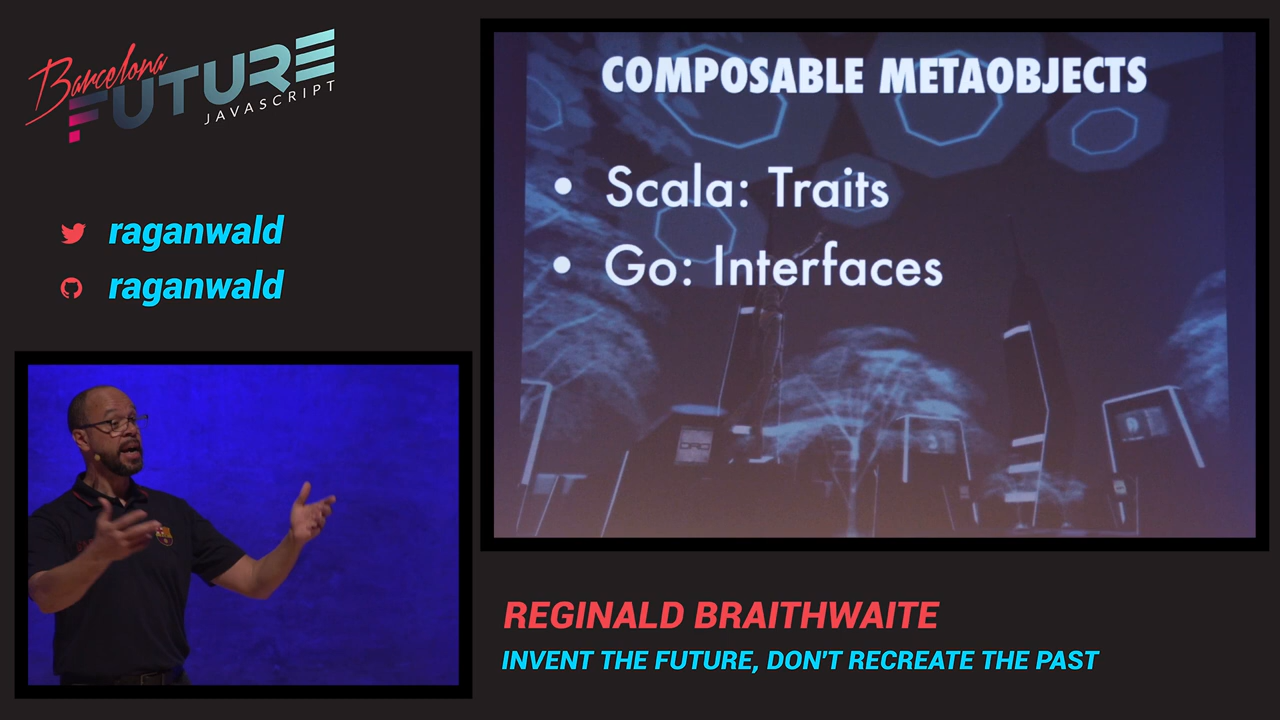 Barcelona
FUTURE
JAVASCRIPT
raganwald
raganwald
COMPOSABLE METAOBJECTS
• Scala: Traits
• Go: Interfaces
REGINALD BRAITHWAITE
INVENT THE FUTURE, DON'T RECREATE THE PAST